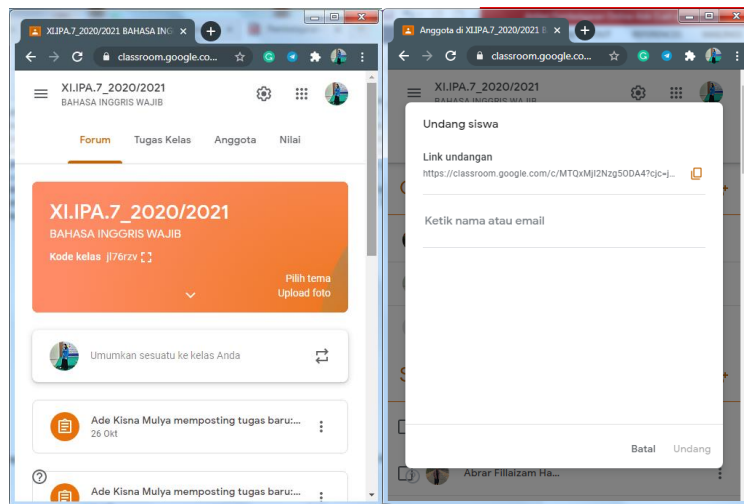 XI.IPA.7_2020/2021 BAHASA ING
classroom.google.co...
XI.IPA.7_2020/2021
BAHASA INGGRIS WAJIB
Forum Tugas Kelas Anggota Nilai
XI.IPA.7_2020/2021
BAHASA INGGRIS WAJIB
Kode kelas jl76rzv
Pilih tema
Upload foto
Umumkan sesuatu ke kelas Anda
Ade Kisna Mulya memposting tugas baru:...
26 Okt
Ade Kisna Mulya memposting tugas baru:...
Anggota di XI.IPA.7_2020/2021 B
classroom.google.co...
XI.IPA.7_2020/2021
BAHASA INGGRIS WAJIB
Undang siswa
Link undangan
https://classroom.google.com/c/MTQxMjI2Nzg5ODA4?cjc=j...
Ketik nama atau email
Batal Undang
Abrar Fillaizam Ha...